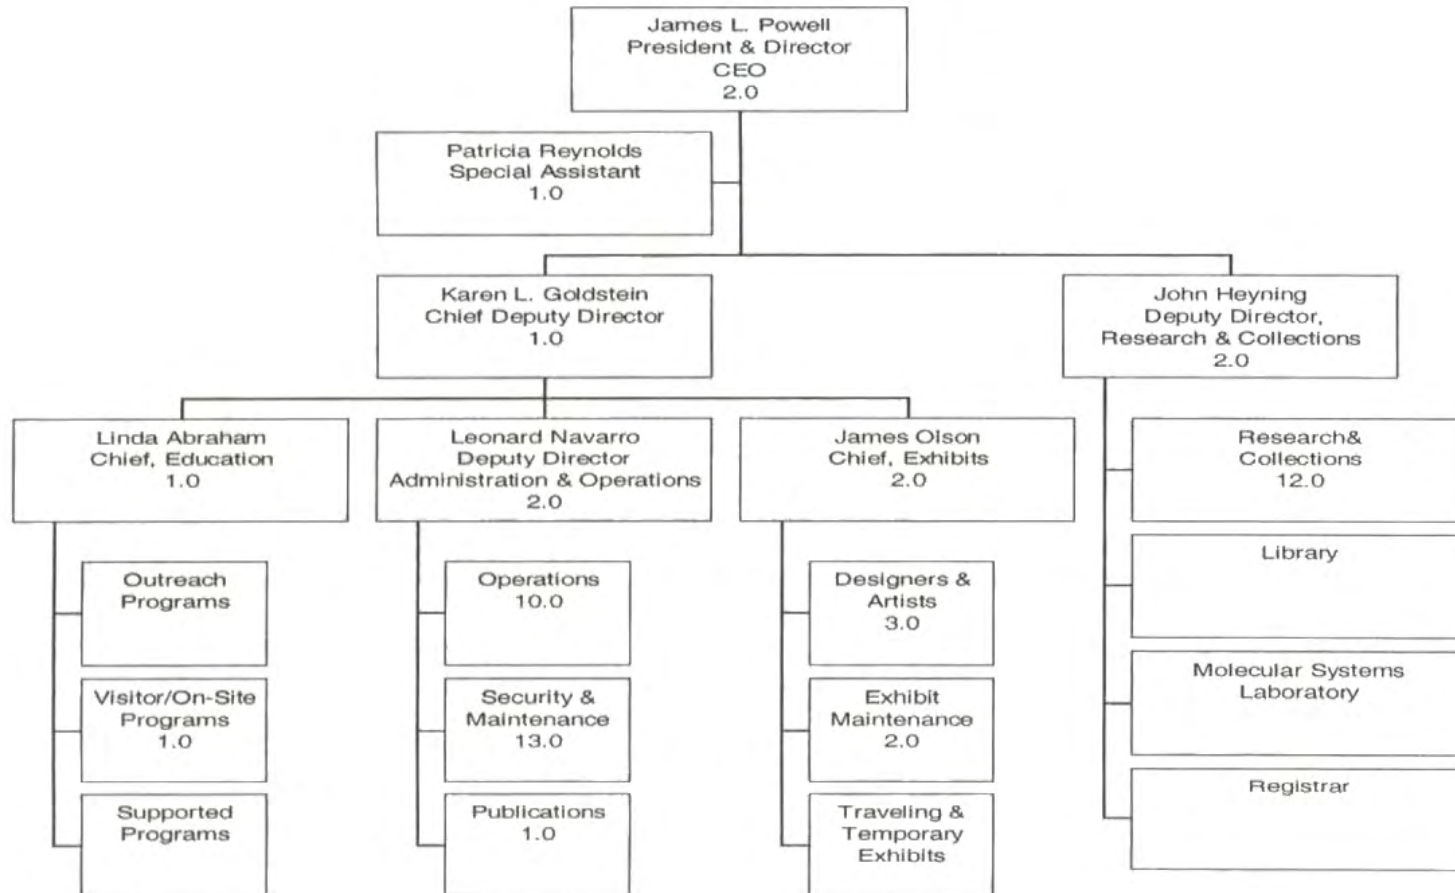 James L. Powell
President & Director
CEO
2.0
Patricia Reynolds
Special Assistant
1.0
Karen L. Goldstein
Chief Deputy Director
1.0
John Heyning
Deputy Director,
Research & Collections
2.0
Linda Abraham
Chief, Education
1.0
Leonard Navarro
Deputy Director
Administration & Operations
2.0
James Olson
Chief, Exhibits
2.0
Research&
Collections
12.0
Outreach
Programs
Operations
10.0
Designers &
Artists
3.0
Library
Visitor/On-Site
Programs
1.0
Security &
Maintenance
13.0
Exhibit
Maintenance
2.0
Molecular Systems
Laboratory
Supported
Programs
Publications
1.0
Traveling &
Temporary
Exhibits
Registrar